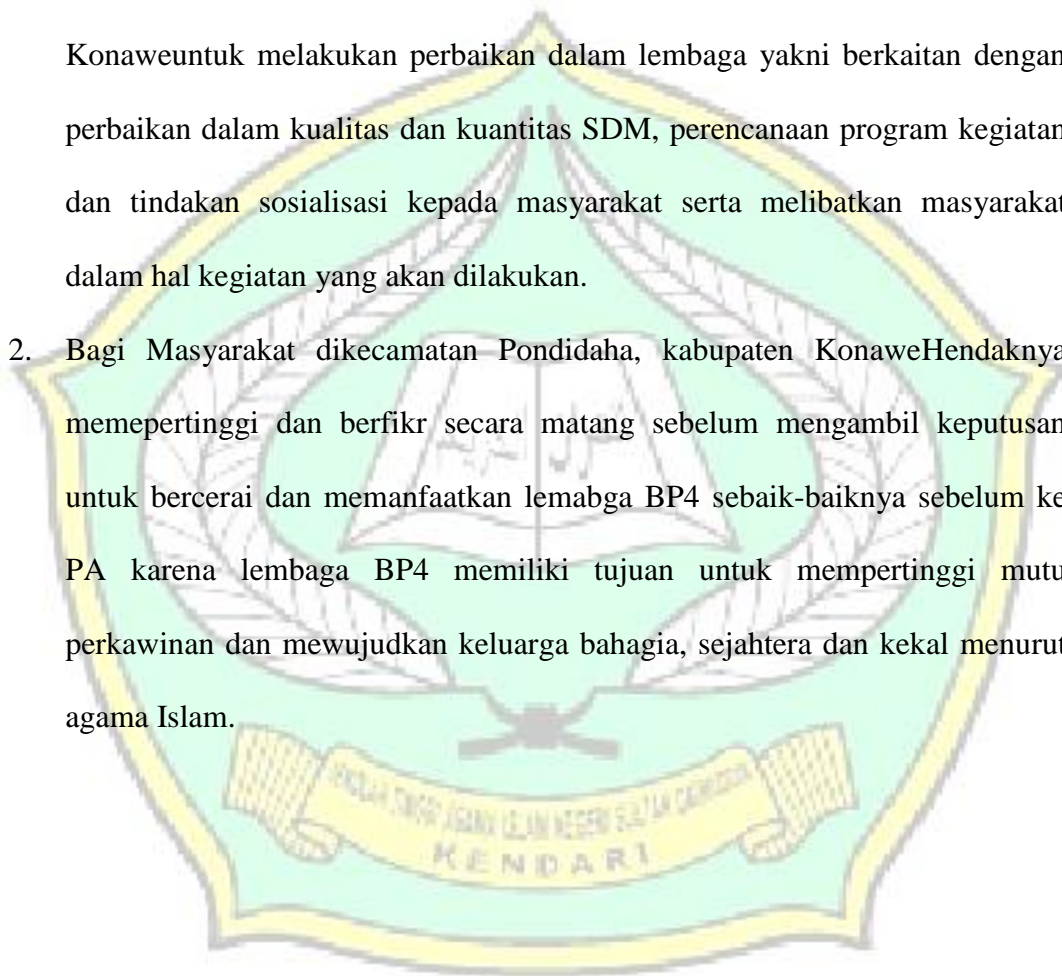 Konaweuntuk melakukan perbaikan dalam lembaga yakni berkaitan dengan
perbaikan dalam kualitas dan kuantitas SDM, perencanaan program kegiatan
dan tindakan sosialisasi kepada masyarakat serta melibatkan masyarakat
dalam hal kegiatan yang akan dilakukan.
2. Bagi Masyarakat dikecamatan Pondidaha, kabupaten KonaweHendaknya
memepertinggi dan berfikr secara matang sebelum mengambil keputusan
untuk bercerai dan memanfaatkan lemabga BP4 sebaik-baiknya sebelum ke
PA karena lembaga BP4 memiliki tujuan untuk mempertinggi mutu
perkawinan dan mewujudkan keluarga bahagia, sejahtera dan kekal menurut
agama Islam.
TINGGI AGAMA ISLAM NEGERI
KENDARI